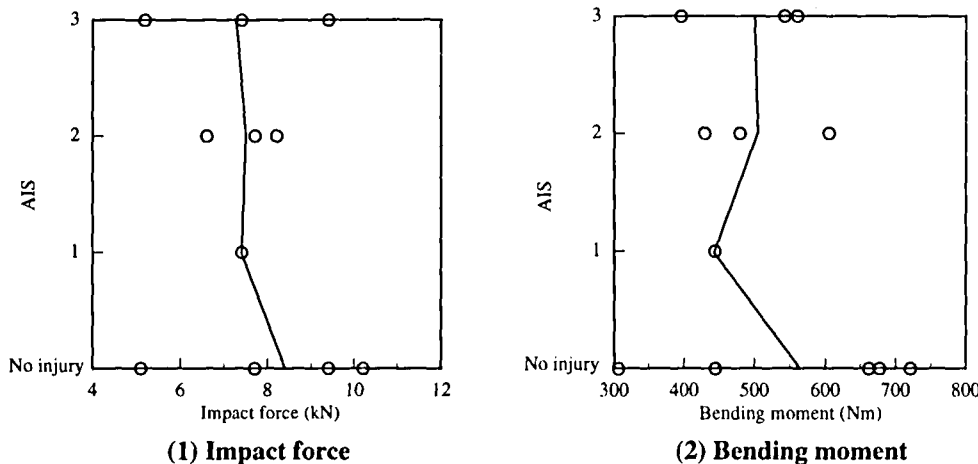 3
2
AIS
1
No injury
4 6 8 10 12
Impact force (kN)
(1) Impact force
3
2
AIS
1
No injury
300 400 500 600 700 800
Bending moment (Nm)
(2) Bending moment